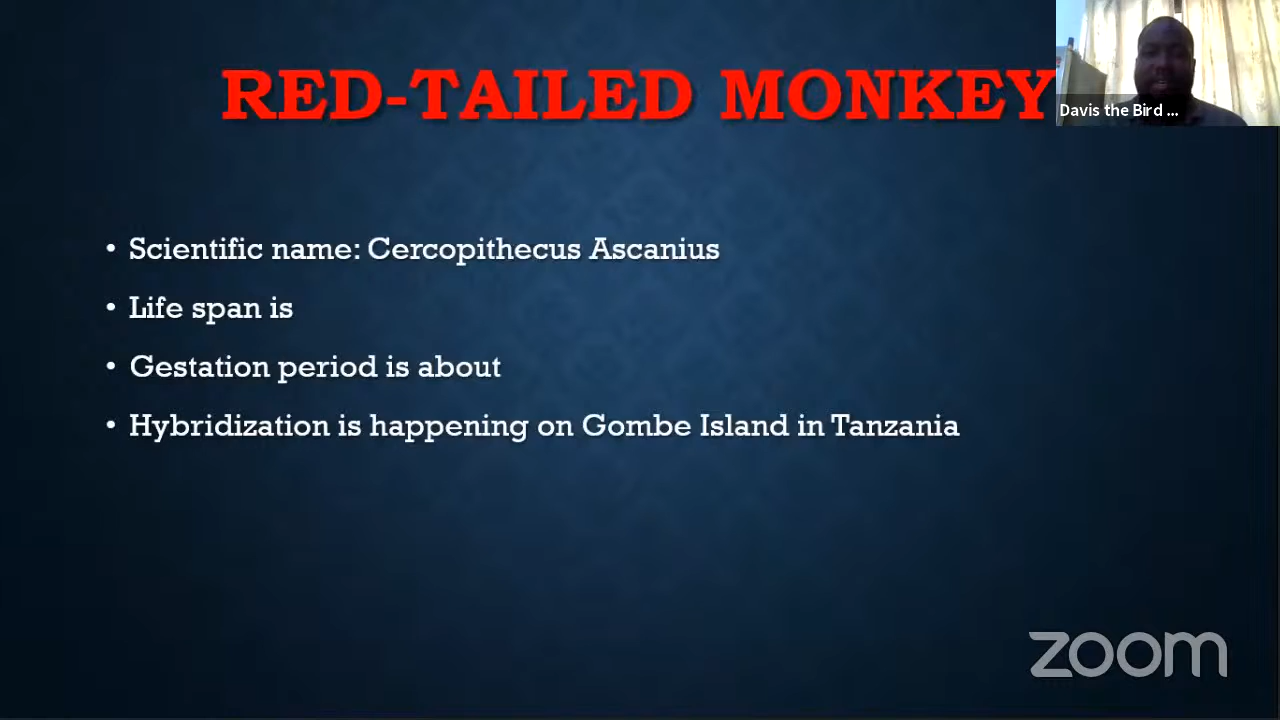 RED-TAILED MONKEY
Davis the Bird ...
• Scientific name: Cercopithecus Ascanius
• Life span is
• Gestation period is about
• Hybridization is happening on Gombe Island in Tanzania
zoom